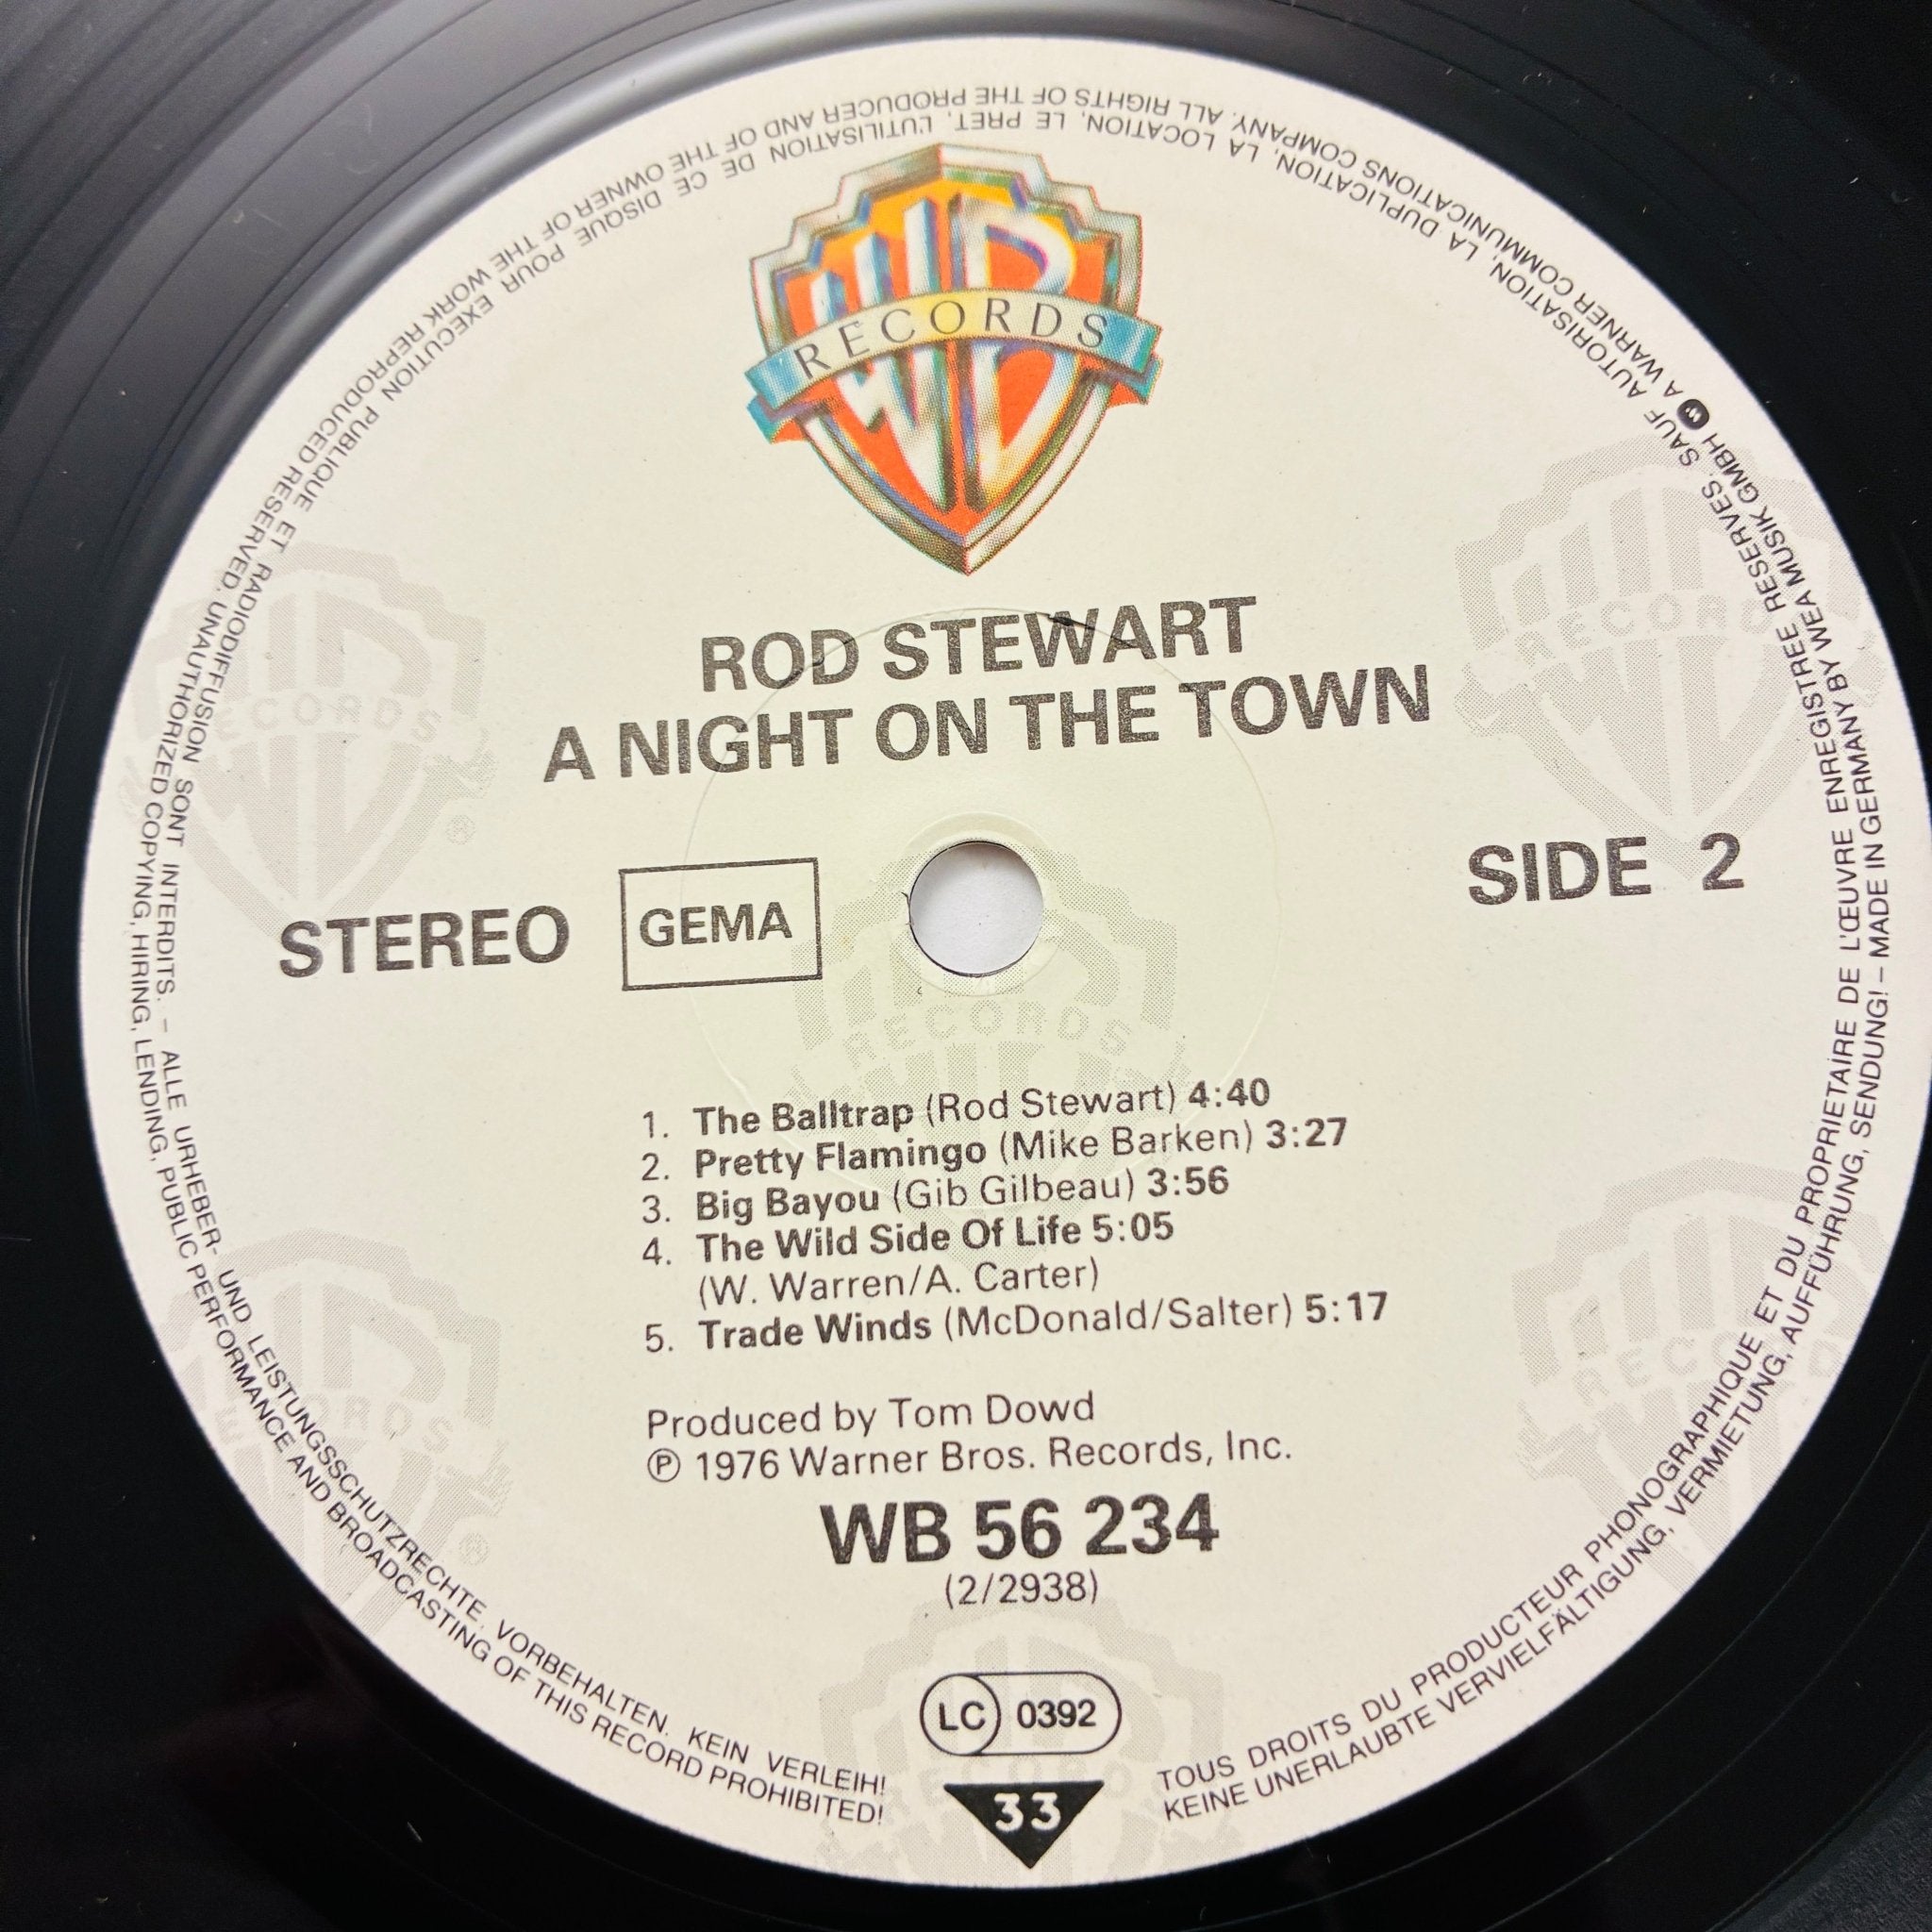 WB
RECORDS
ROD STEWART
A NIGHT ON THE TOWN
STEREO GEMA SIDE 2
1. The Balltrap (Rod Stewart) 4:40
2. Pretty Flamingo (Mike Barken) 3:27
3. Big Bayou (Gib Gilbeau) 3:56
4. The Wild Side Of Life 5:05
(W. Warren/A. Carter)
5. Trade Winds (McDonald/Salter) 5:17
Produced by Tom Dowd
℗ 1976 Warner Bros. Records, Inc.
WB 56 234
(2/2938)
LC 0392
33
TOUS DROITS DU PRODUCTEUR PHONOGRAPHIQUE ET DU PROPRIETAIRE DE L'ŒUVRE ENREGISTREE RESERVES. SAUF AUTORISATION, LA DUPLICATION, LA LOCATION, LE PRET, L'UTILISATION DE CE DISQUE POUR EXECUTION PUBLIQUE ET RADIODIFFUSION SONT INTERDITS. – ALLE URHEBER- UND LEISTUNGSSCHUTZRECHTE VORBEHALTEN. KEIN VERLEIH!
KEINE UNERLAUBTE VERVIELFÄLTIGUNG, VERMIETUNG, AUFFÜHRUNG, SENDUNG! – MADE IN GERMANY BY WEA MUSIK GMBH A WARNER COMMUNICATIONS COMPANY. ALL RIGHTS OF THE PRODUCER AND OF THE OWNER OF THE WORK REPRODUCED RESERVED. UNAUTHORIZED COPYING, HIRING, LENDING, PUBLIC PERFORMANCE AND BROADCASTING OF THIS RECORD PROHIBITED!